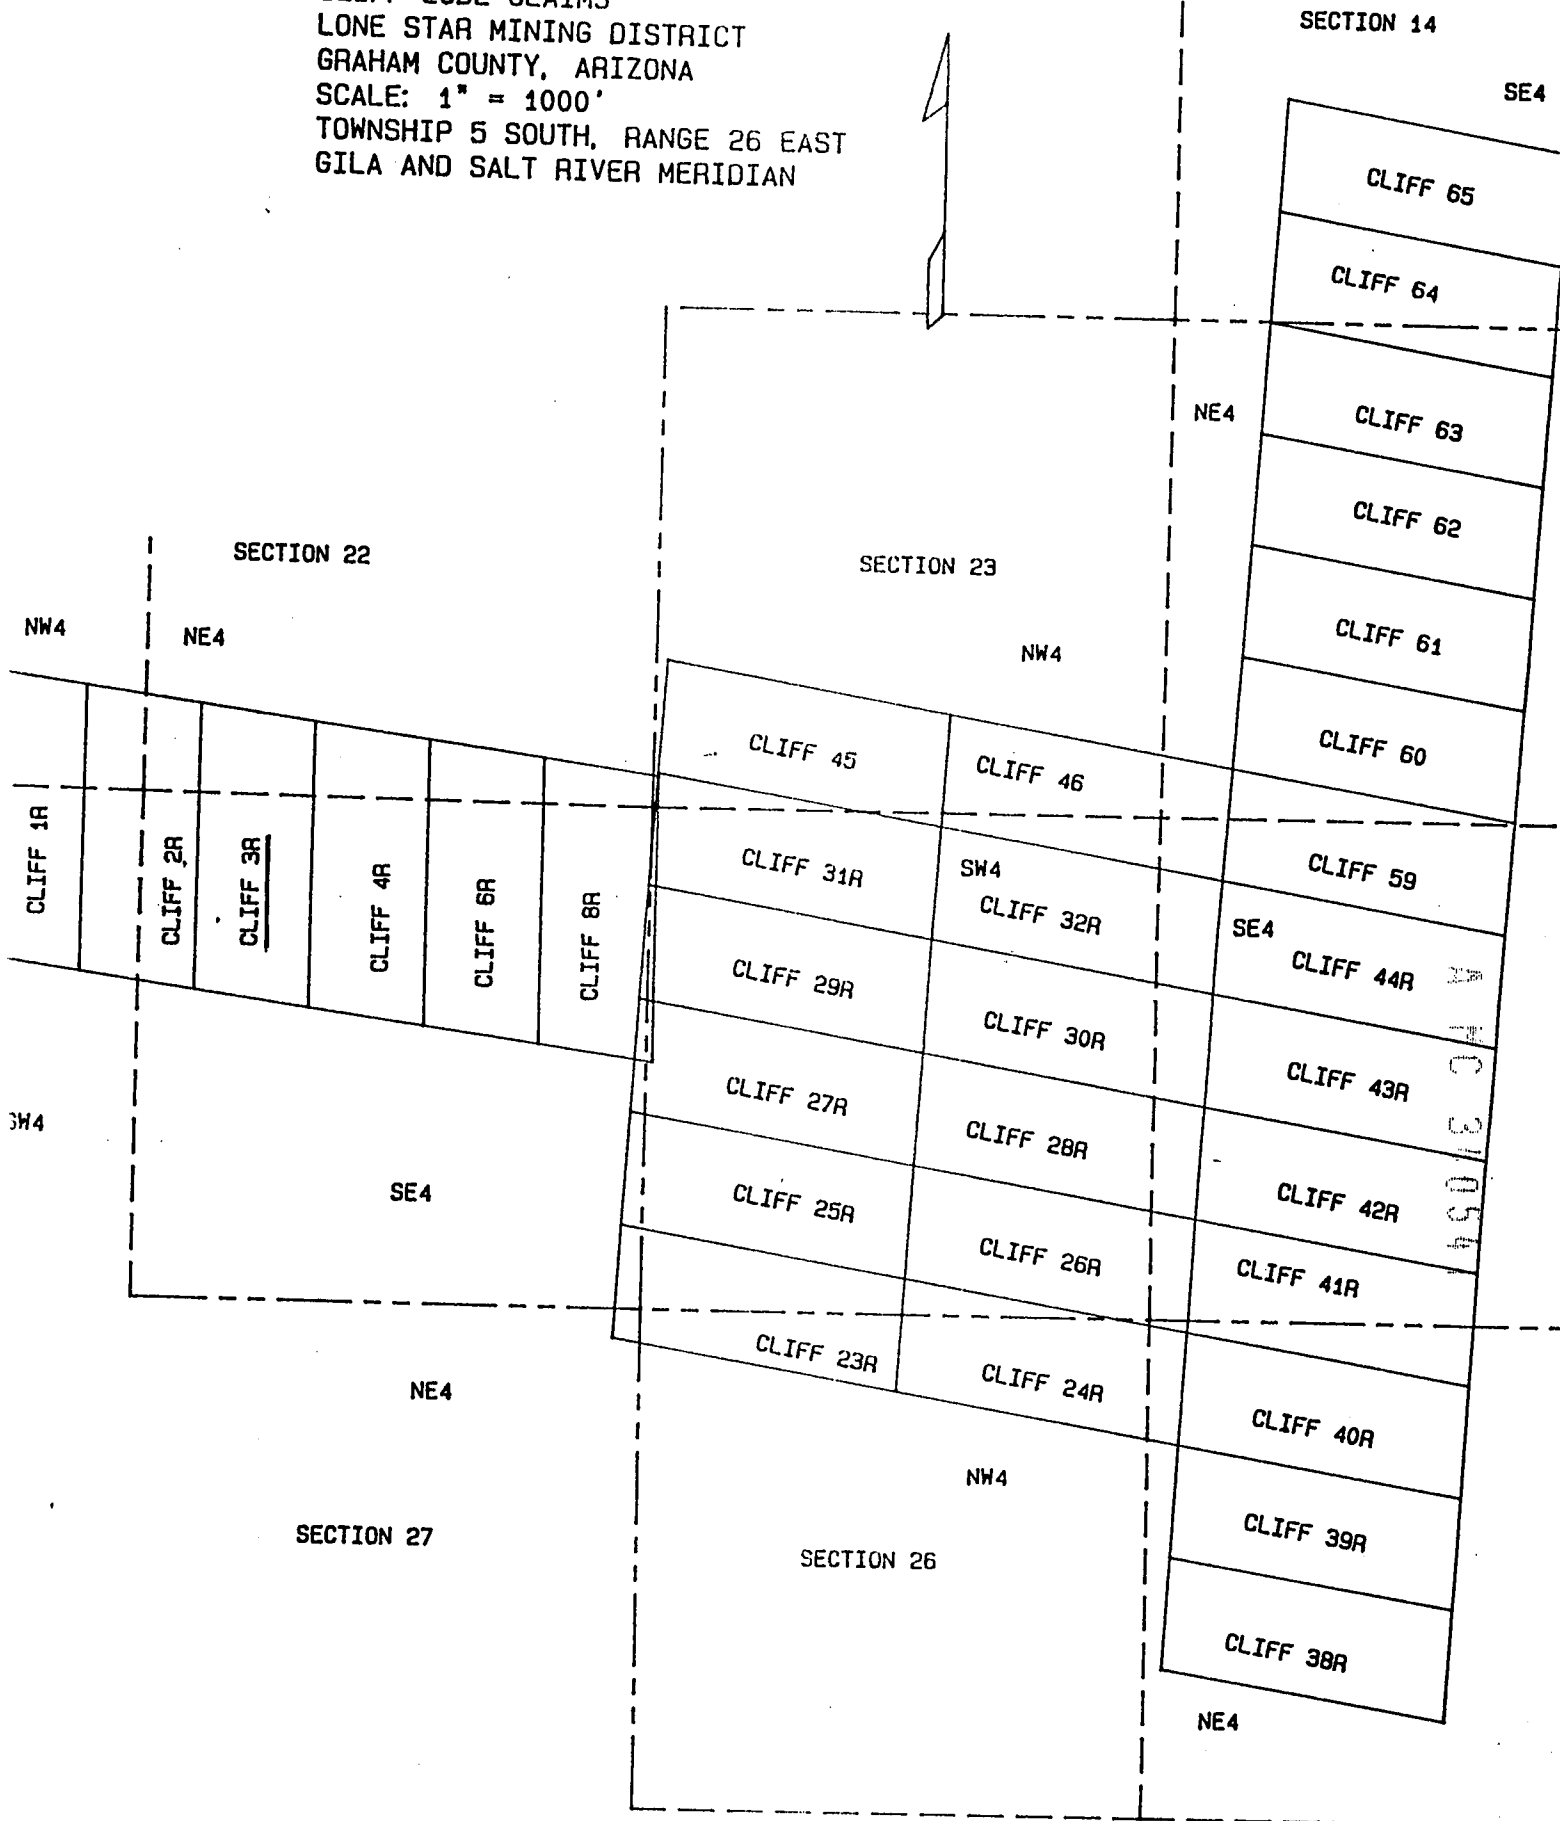 LODE CLAIMS
LONE STAR MINING DISTRICT
GRAHAM COUNTY, ARIZONA
SCALE: 1" = 1000'
TOWNSHIP 5 SOUTH, RANGE 26 EAST
GILA AND SALT RIVER MERIDIAN
SECTION 14
SE4
CLIFF 65
CLIFF 64
NE4
CLIFF 63
CLIFF 62
CLIFF 61
CLIFF 60
SECTION 22
SECTION 23
NW4
NE4
NW4
CLIFF 45
CLIFF 46
CLIFF 59
CLIFF 1R
CLIFF 2R
CLIFF 3R
CLIFF 4R
CLIFF 6R
CLIFF 8R
CLIFF 31R
SW4
CLIFF 32R
SE4
CLIFF 44R
CLIFF 29R
CLIFF 30R
CLIFF 43R
CLIFF 27R
CLIFF 28R
CLIFF 42R
SW4
SE4
CLIFF 25R
CLIFF 26R
CLIFF 41R
CLIFF 23R
CLIFF 24R
CLIFF 40R
NE4
NW4
CLIFF 39R
SECTION 27
SECTION 26
CLIFF 38R
NE4